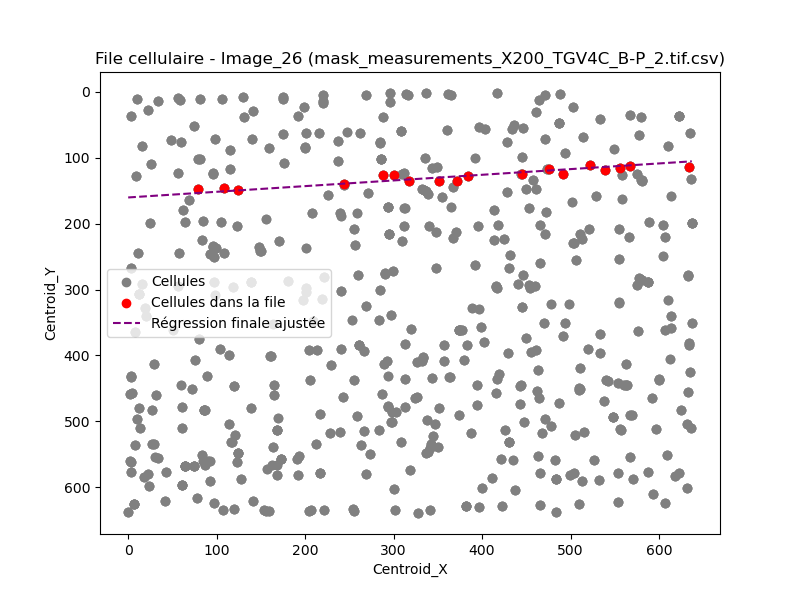 File cellulaire - Image_26 (mask_measurements_X200_TGV4C_B-P_2.tif.csv)
0
100
200
300
400
500
600
Centroid_Y
Cellules
Cellules dans la file
Régression finale ajustée
0 100 200 300 400 500 600
Centroid_X